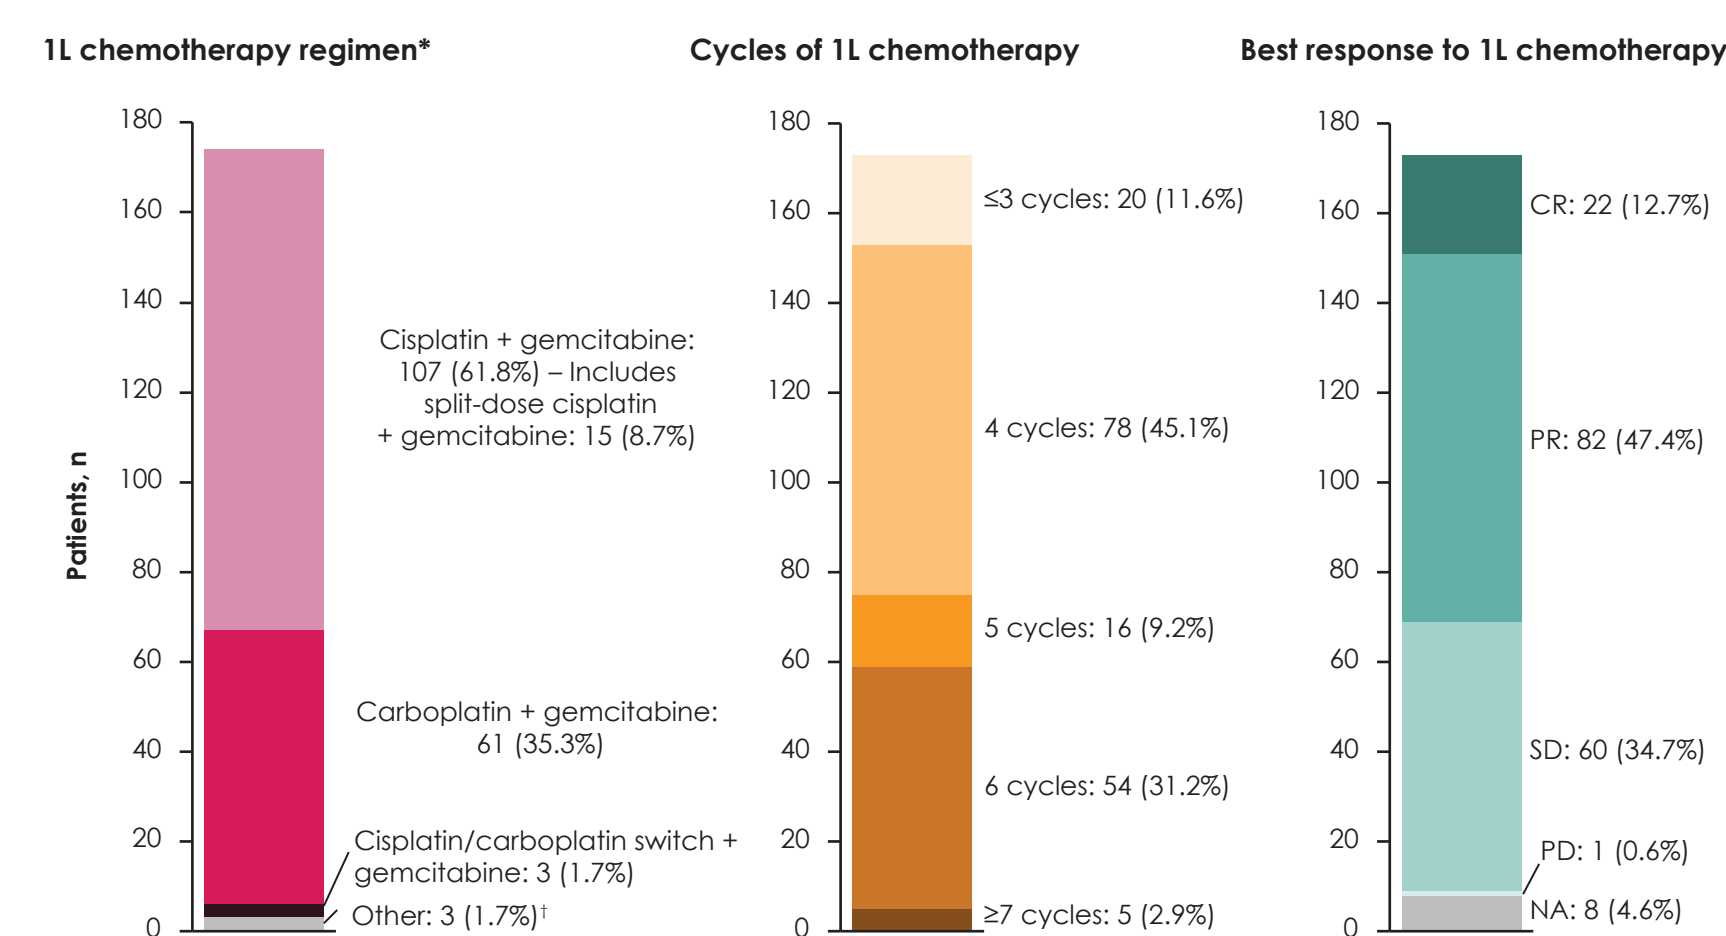 1L chemotherapy regimen*
Patients, n
180
160
140
120
100
80
60
40
20
0
Cisplatin + gemcitabine:
107 (61.8%) – Includes
split-dose cisplatin
+ gemcitabine: 15 (8.7%)
Carboplatin + gemcitabine:
61 (35.3%)
Cisplatin/carboplatin switch +
gemcitabine: 3 (1.7%)
Other: 3 (1.7%)†
Cycles of 1L chemotherapy
180
160
140
120
100
80
60
40
20
0
≤3 cycles: 20 (11.6%)
4 cycles: 78 (45.1%)
5 cycles: 16 (9.2%)
6 cycles: 54 (31.2%)
≥7 cycles: 5 (2.9%)
Best response to 1L chemotherapy
180
160
140
120
100
80
60
40
20
0
CR: 22 (12.7%)
PR: 82 (47.4%)
SD: 60 (34.7%)
PD: 1 (0.6%)
NA: 8 (4.6%)